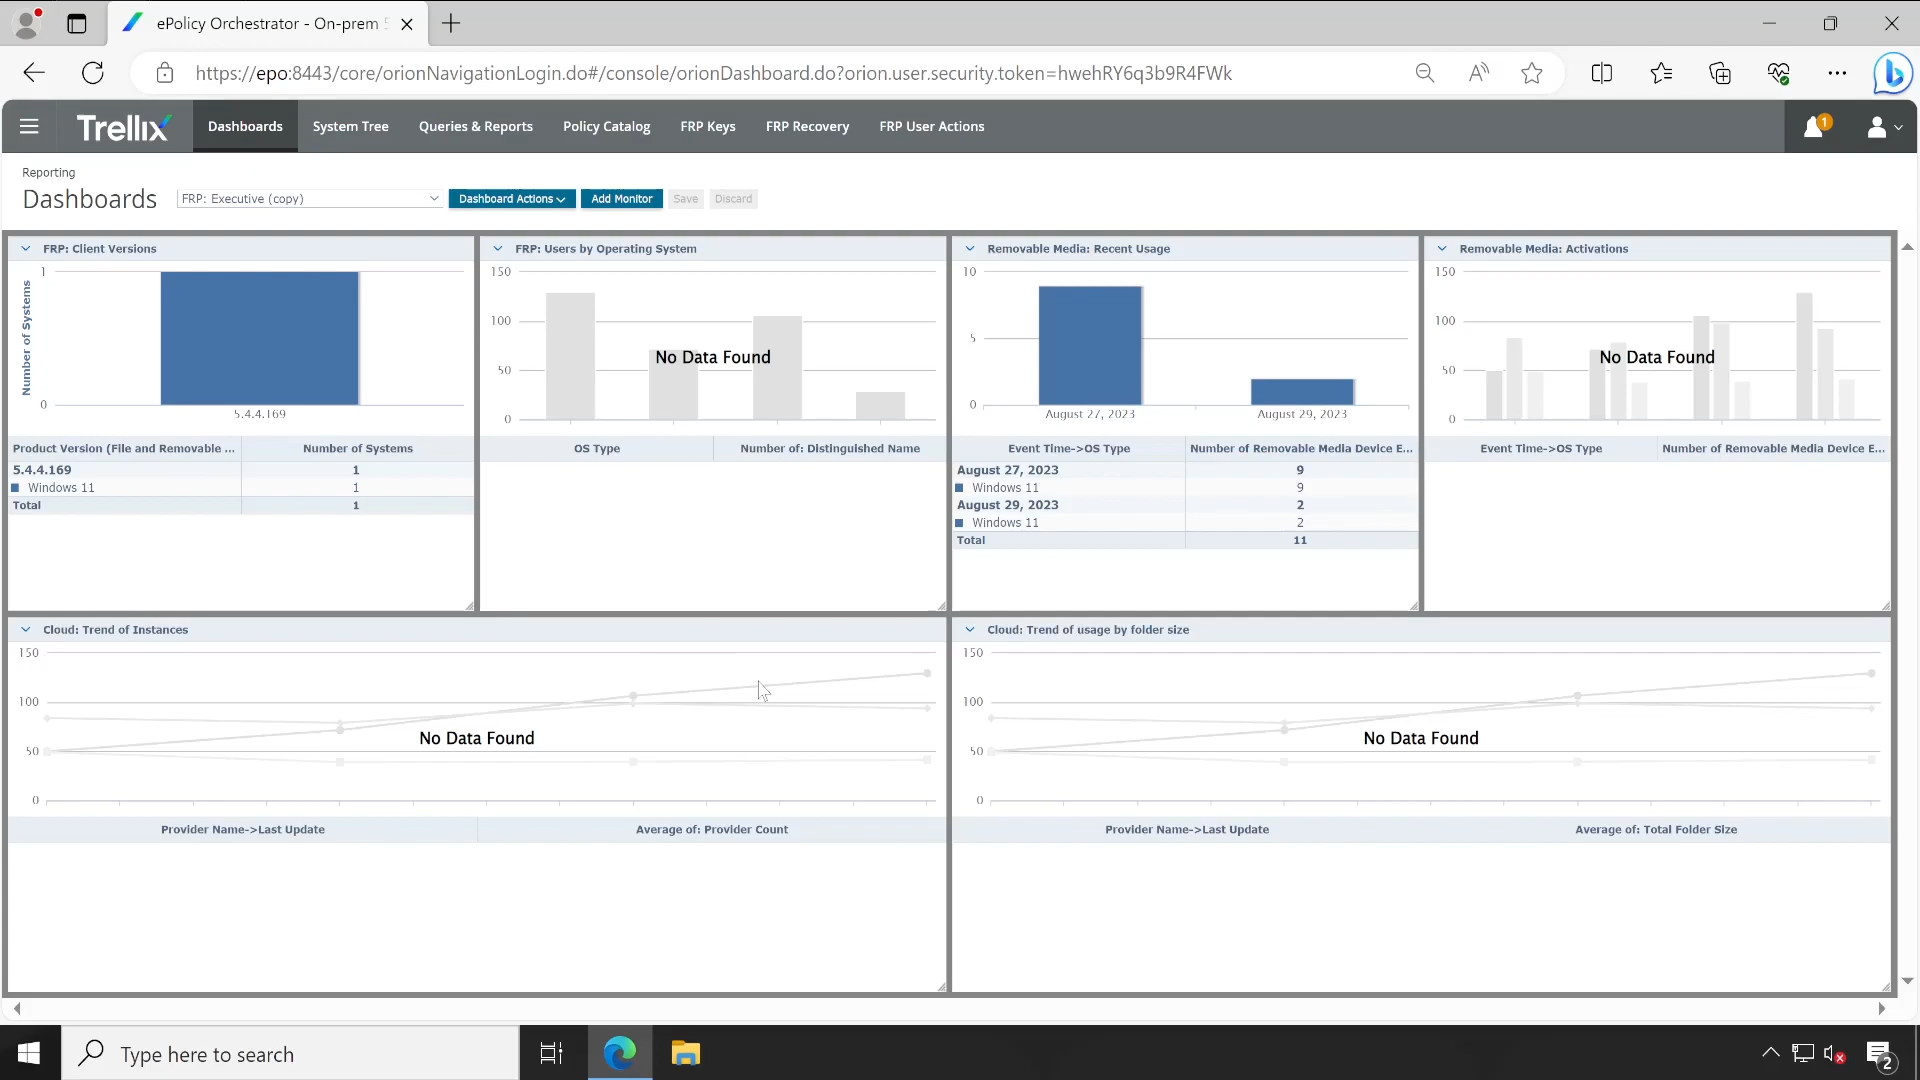 ePolicy Orchestrator - On-prem 5
https://epo:8443/core/orionNavigationLogin.do#/console/orionDashboard.do?orion.user.security.token=hwehRY6q3b9R4FWk
Trellix
Dashboards
System Tree
Queries & Reports
Policy Catalog
FRP Keys
FRP Recovery
FRP User Actions
1
Reporting
Dashboards
FRP: Executive (copy)
Dashboard Actions
Add Monitor
Save
Discard
FRP: Client Versions
1
Number of Systems
0
5.4.4.169
Product Version (File and Removable ...
Number of Systems
5.4.4.169
1
Windows 11
1
Total
1
FRP: Users by Operating System
150
100
No Data Found
50
0
OS Type
Number of: Distinguished Name
Removable Media: Recent Usage
10
5
0
August 27, 2023
August 29, 2023
Event Time->OS Type
Number of Removable Media Device E...
August 27, 2023
9
Windows 11
9
August 29, 2023
2
Windows 11
2
Total
11
Removable Media: Activations
150
100
No Data Found
50
0
Event Time->OS Type
Number of Removable Media Device E...
Cloud: Trend of Instances
150
100
No Data Found
50
0
Provider Name->Last Update
Average of: Provider Count
Cloud: Trend of usage by folder size
150
100
No Data Found
50
0
Provider Name->Last Update
Average of: Total Folder Size
Type here to search
2